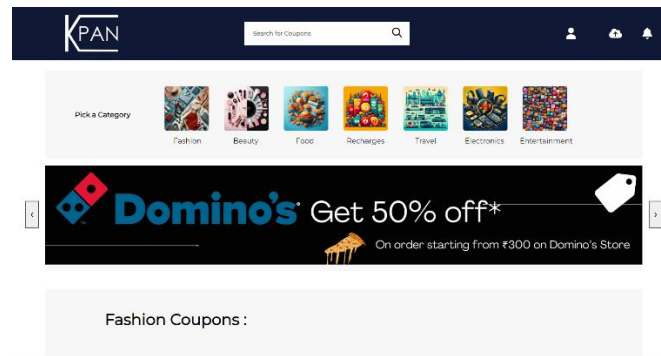 KPAN
Search for Coupons
Pick a Category
Fashion
Beauty
Food
Recharges
Travel
Electronics
Entertainment
Domino's Get 50% off*
On order starting from ₹300 on Domino's Store
Fashion Coupons :